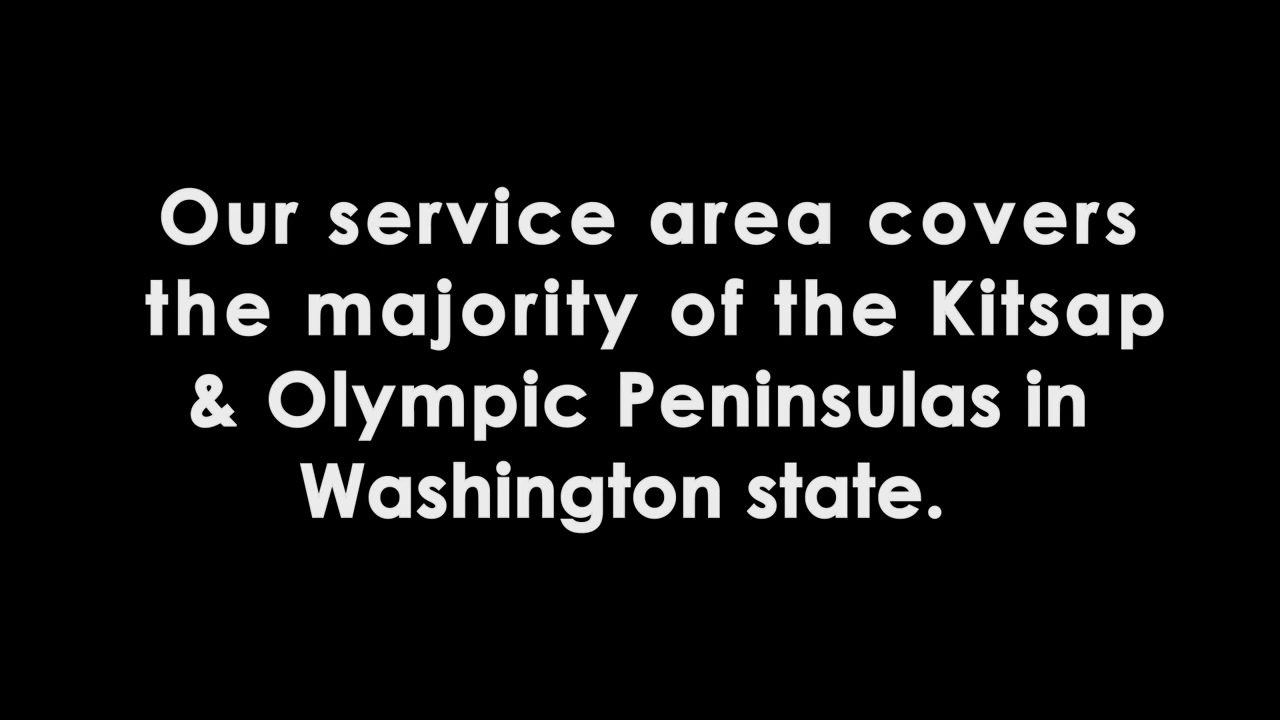 Our service area covers
the majority of the Kitsap
& Olympic Peninsulas in
Washington state.